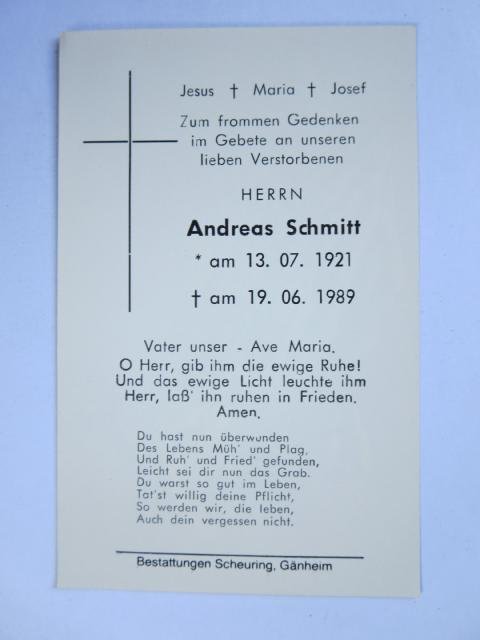 Jesus † Maria † Josef
Zum frommen Gedenken
im Gebete an unseren
lieben Verstorbenen
HERRN
Andreas Schmitt
* am 13. 07. 1921
† am 19. 06. 1989
Vater unser - Ave Maria.
O Herr, gib ihm die ewige Ruhe!
Und das ewige Licht leuchte ihm
Herr, laß' ihn ruhen in Frieden.
Amen.
Du hast nun überwunden
Des Lebens Müh' und Plag,
Und Ruh' und Fried' gefunden,
Leicht sei dir nun das Grab.
Du warst so gut im Leben,
Tat'st willig deine Pflicht,
So werden wir, die leben,
Auch dein vergessen nicht.
Bestattungen Scheuring, Gänheim